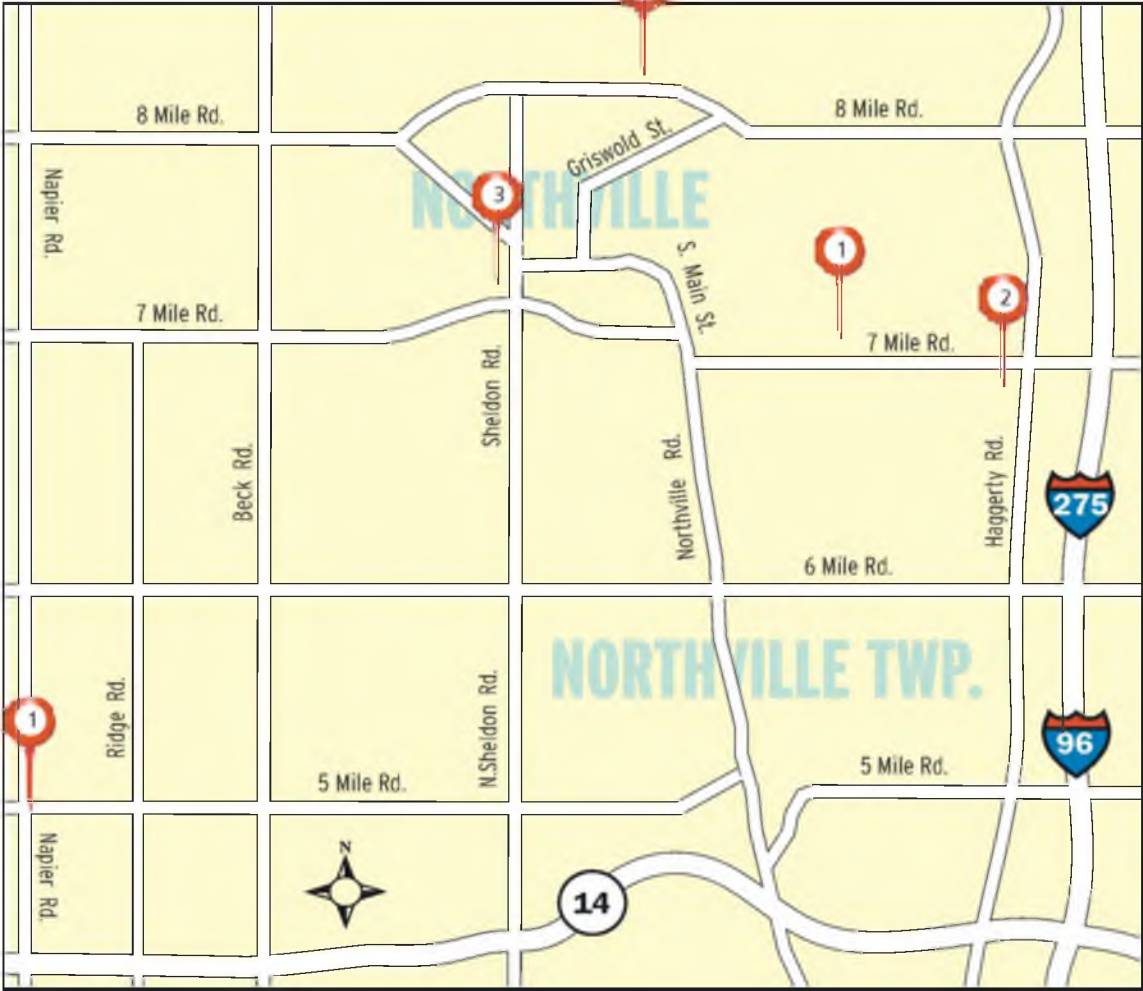 8 Mile Rd.
8 Mile Rd.
Griswold St.
NORTHVILLE
3
Napier Rd.
1
S. Main St.
2
7 Mile Rd.
7 Mile Rd.
Sheldon Rd.
Beck Rd.
Northville Rd.
Haggerty Rd.
275
6 Mile Rd.
NORTHVILLE TWP.
1
Ridge Rd.
N.Sheldon Rd.
96
5 Mile Rd.
5 Mile Rd.
Napier Rd.
N
14